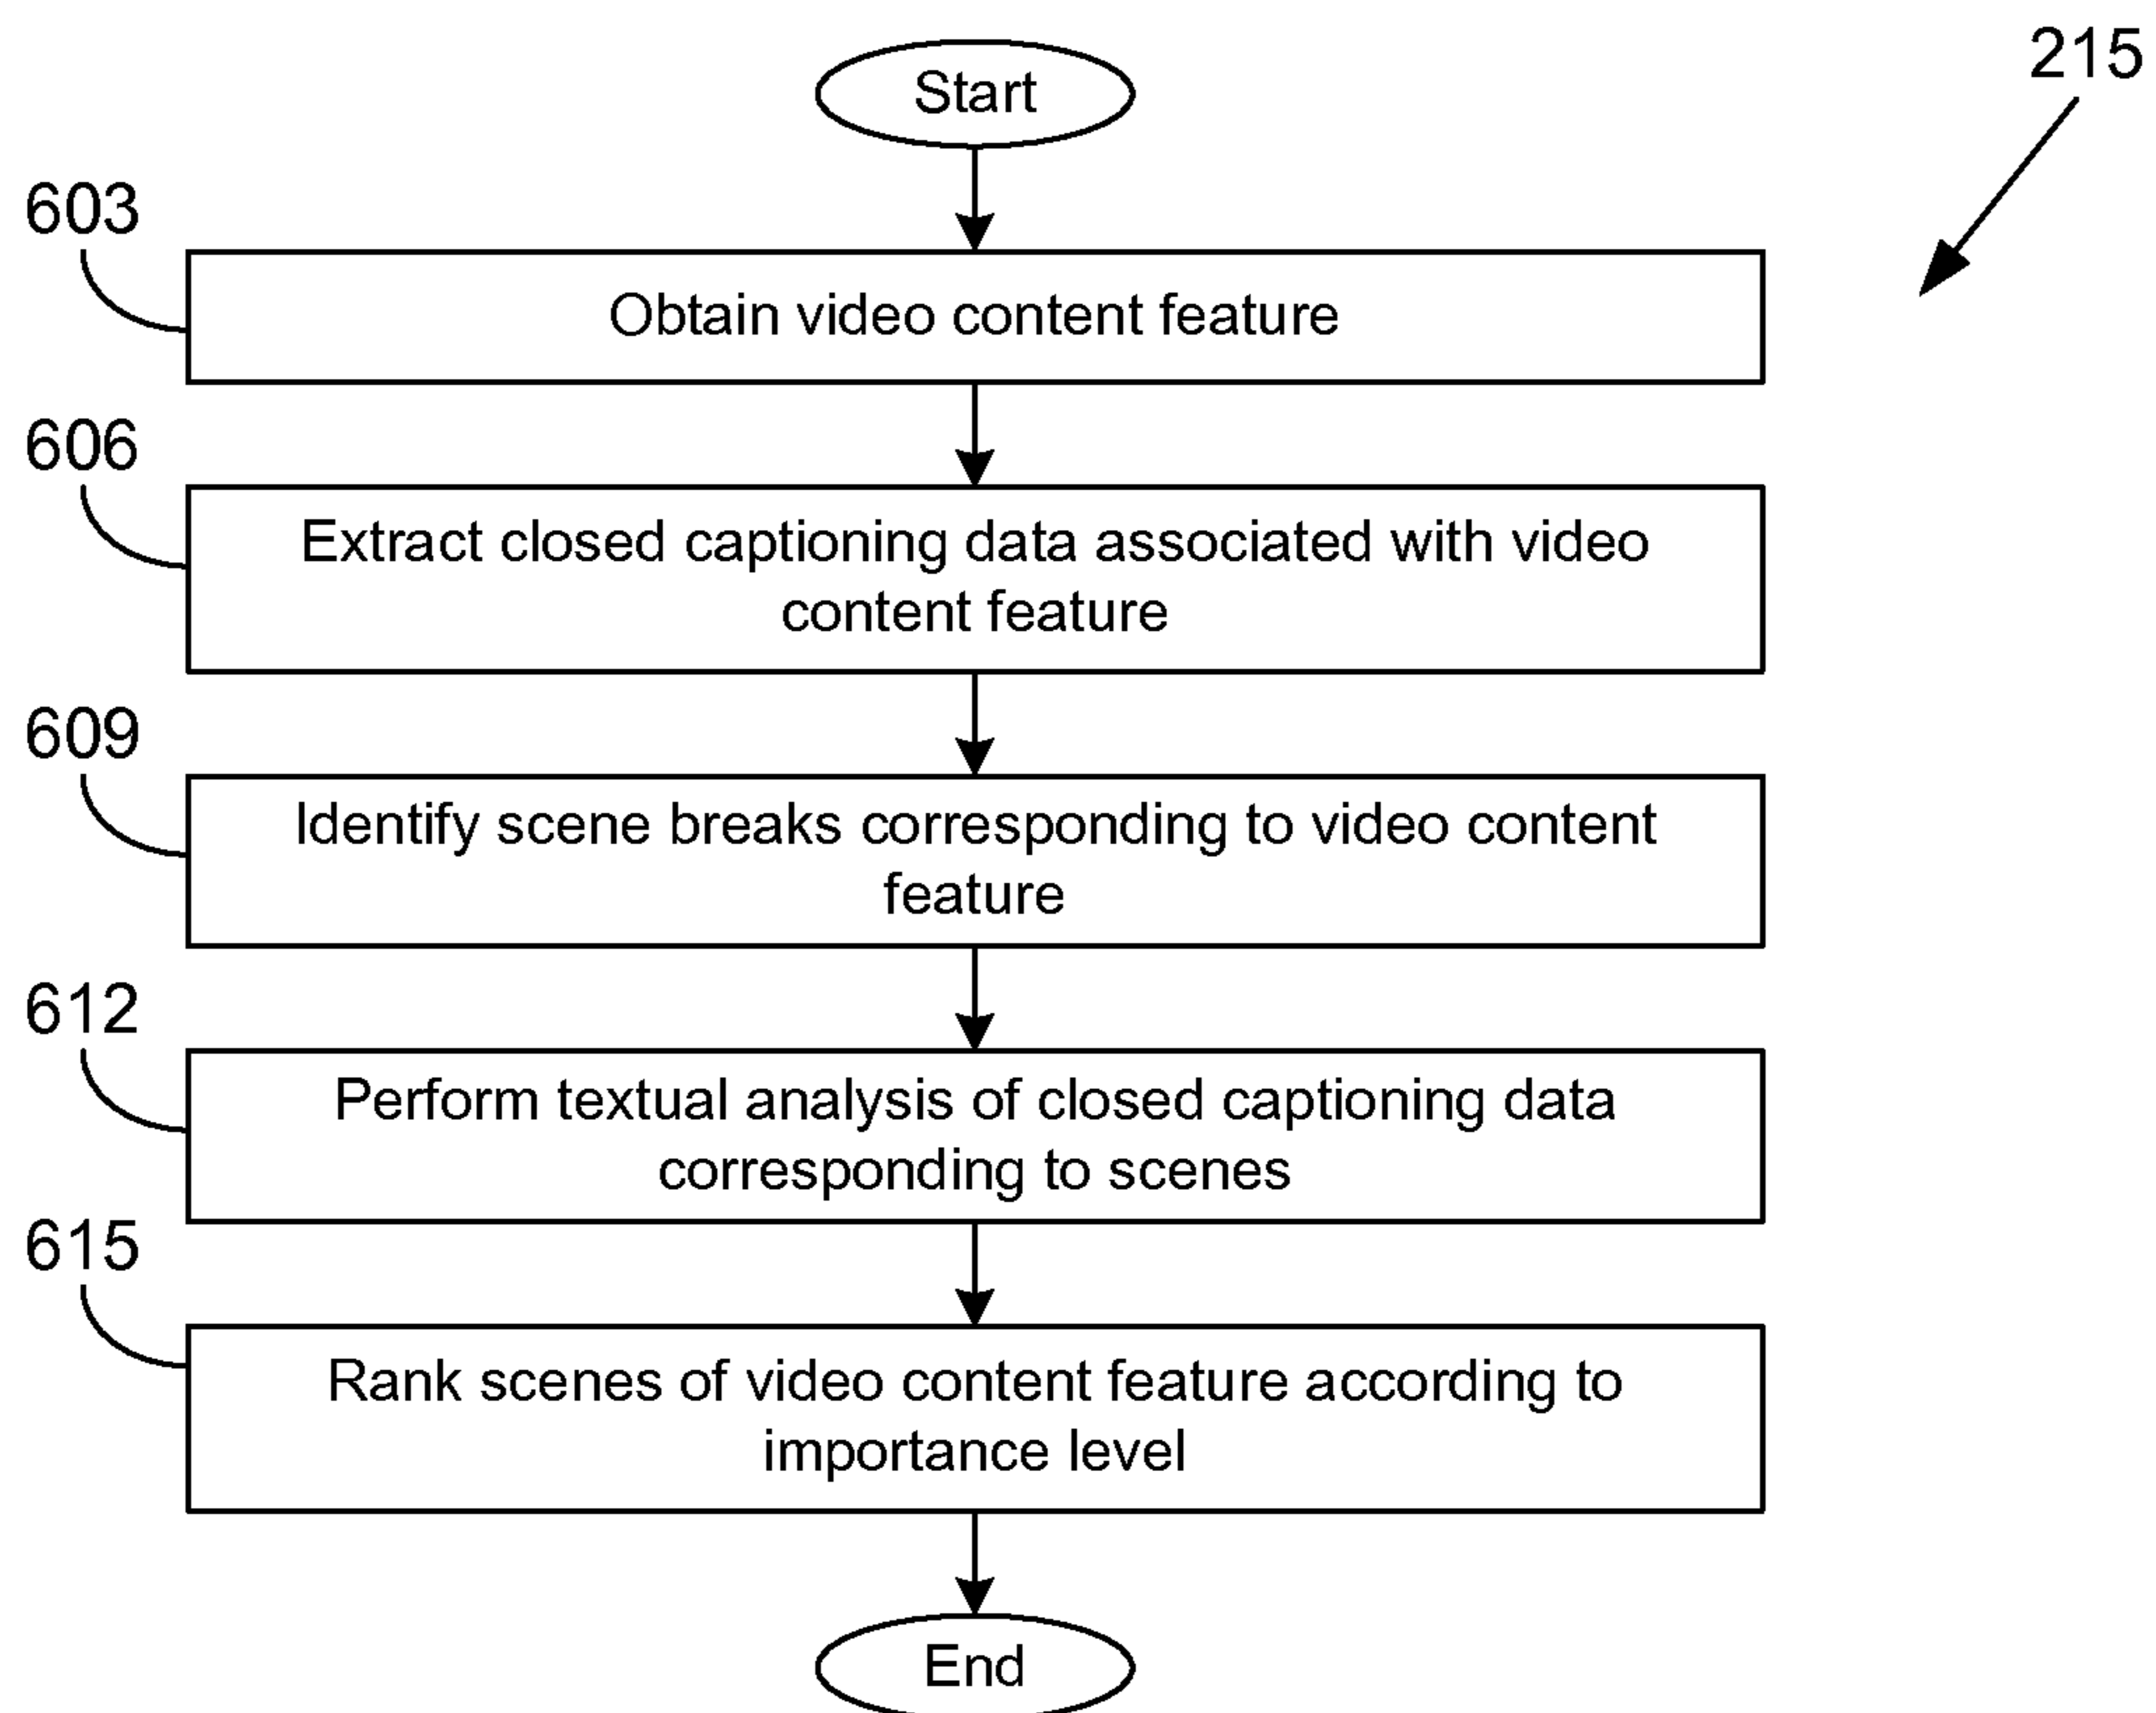 215
Start
603
Obtain video content feature
606
Extract closed captioning data associated with video
content feature
609
Identify scene breaks corresponding to video content
feature
612
Perform textual analysis of closed captioning data
corresponding to scenes
615
Rank scenes of video content feature according to
importance level
End